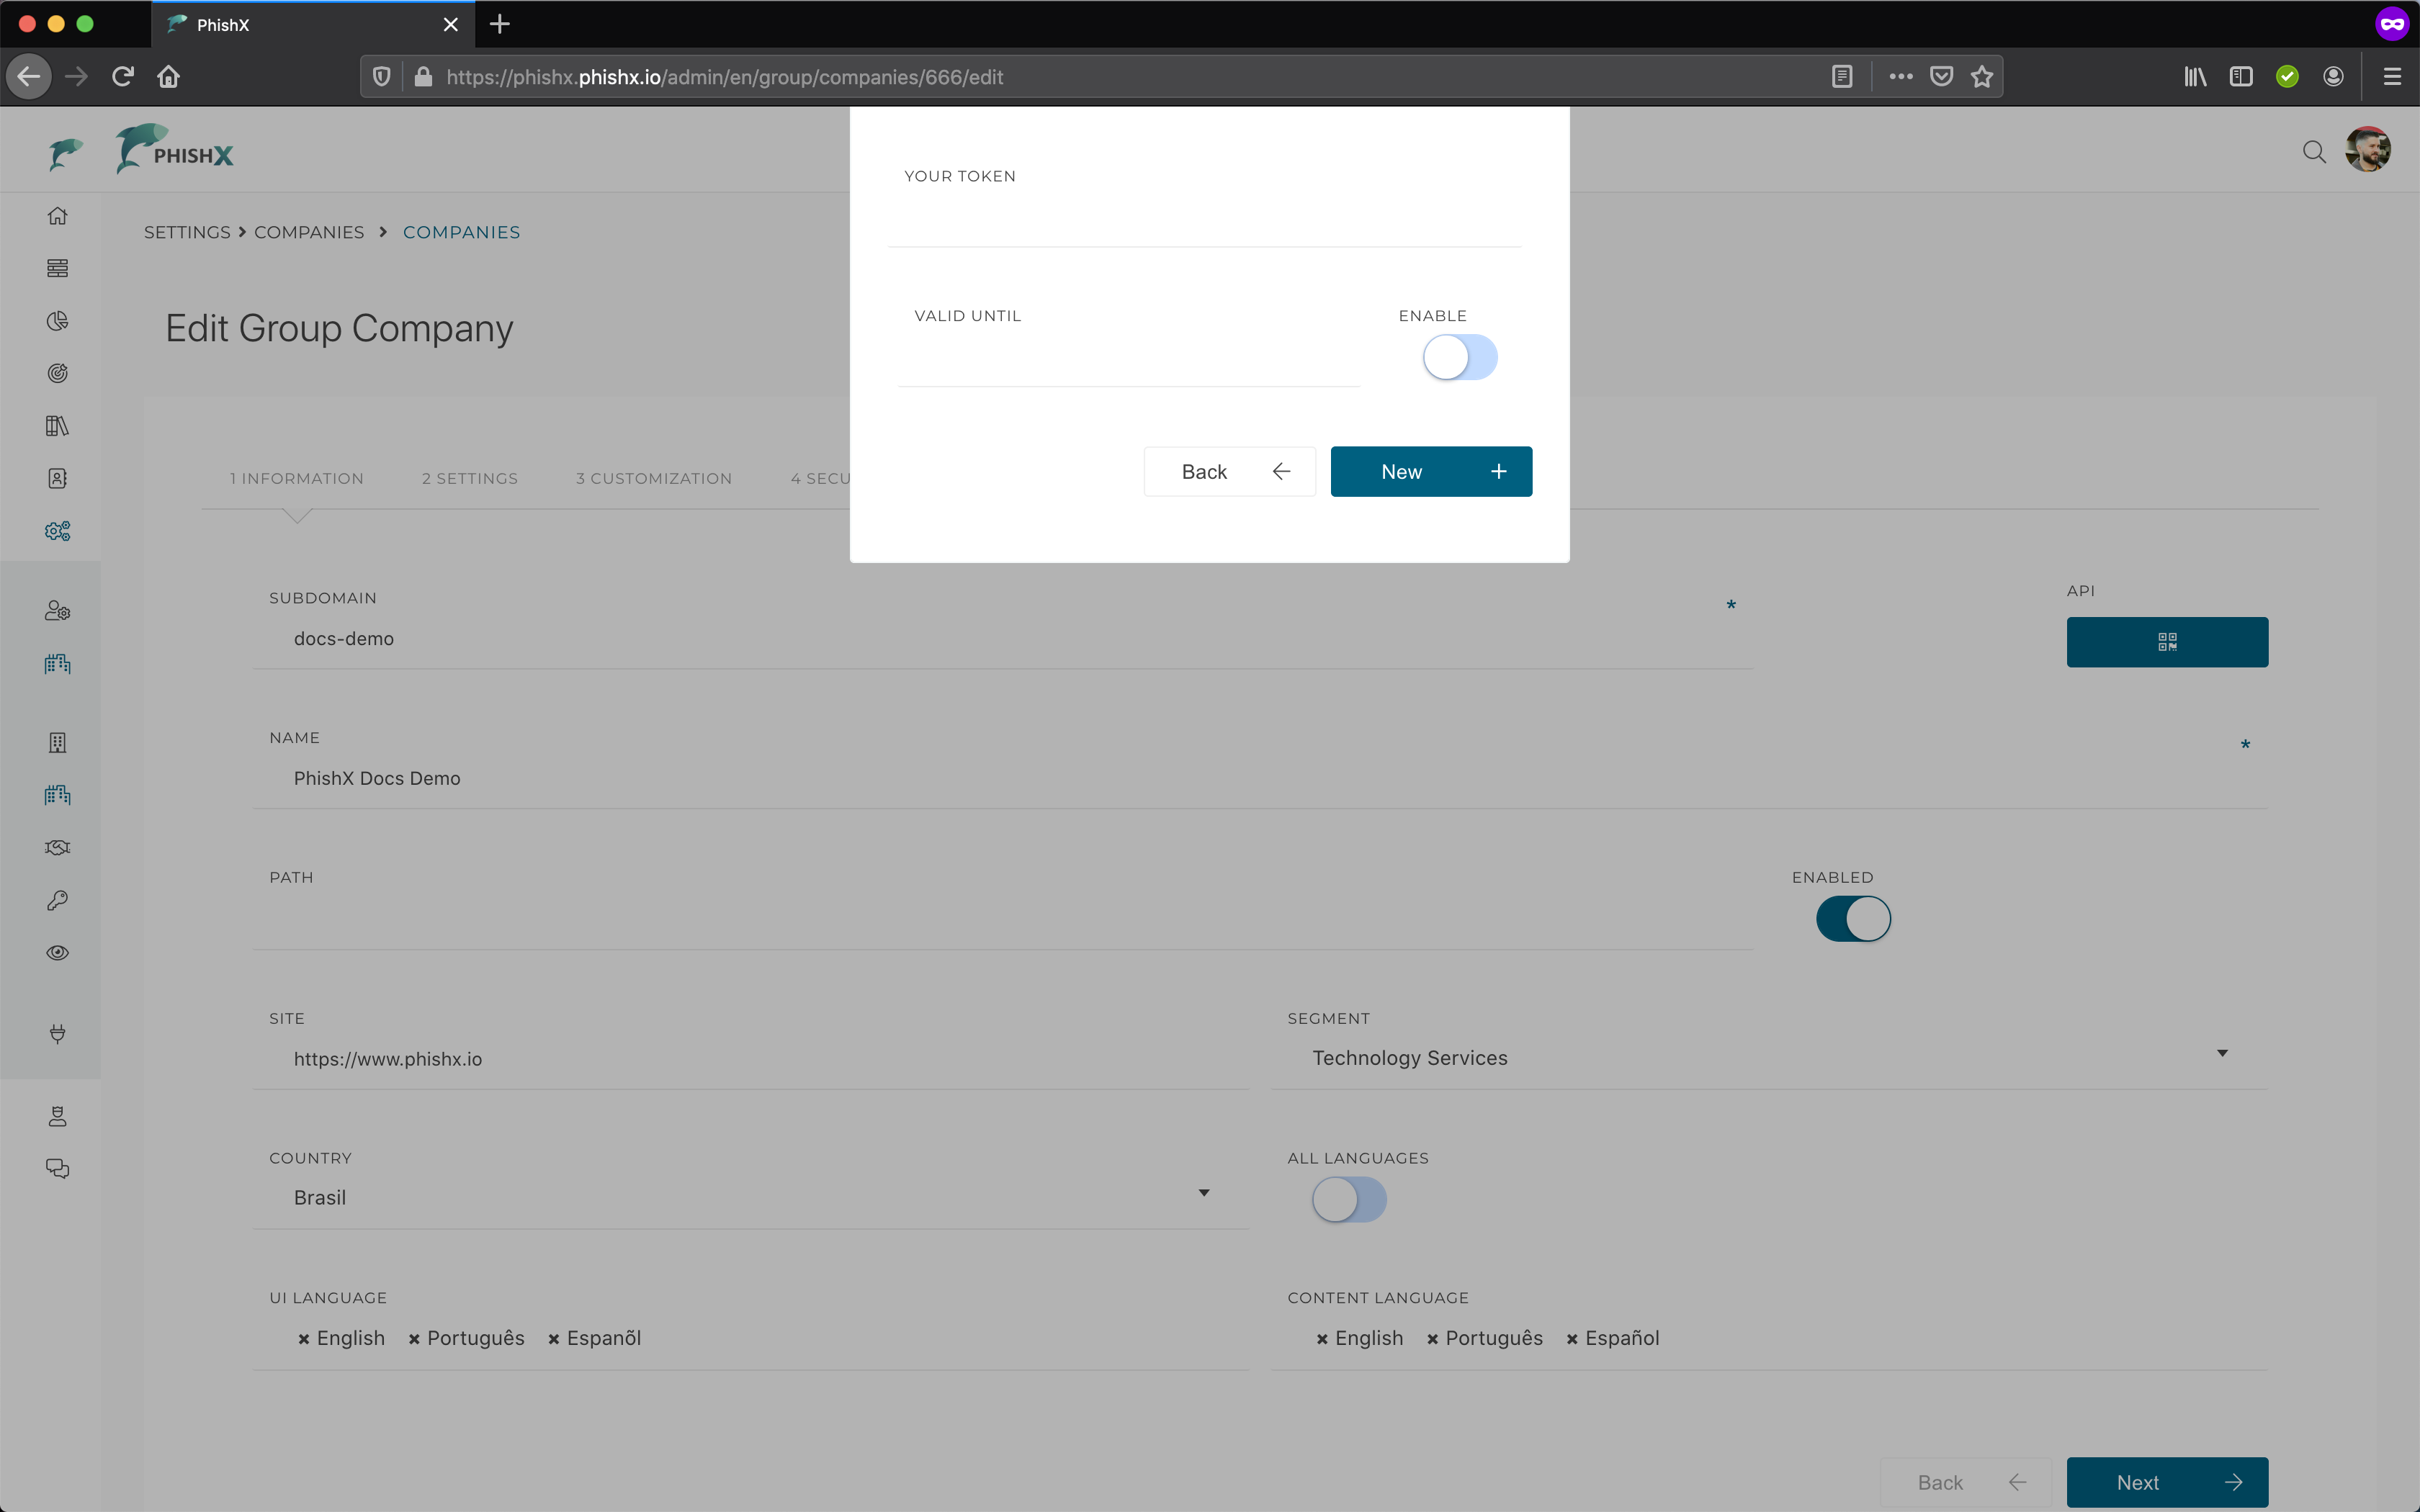 PhishX
https://phishx.phishx.io/admin/en/group/companies/666/edit
PHISHX
SETTINGS > COMPANIES > COMPANIES
Edit Group Company
YOUR TOKEN
VALID UNTIL
ENABLE
Back
New
1 INFORMATION
2 SETTINGS
3 CUSTOMIZATION
4 SECU
SUBDOMAIN
*
docs-demo
API
NAME
*
PhishX Docs Demo
PATH
ENABLED
SITE
https://www.phishx.io
SEGMENT
Technology Services
COUNTRY
Brasil
ALL LANGUAGES
UI LANGUAGE
× English × Português × Espanõl
CONTENT LANGUAGE
× English × Português × Español
Back
Next